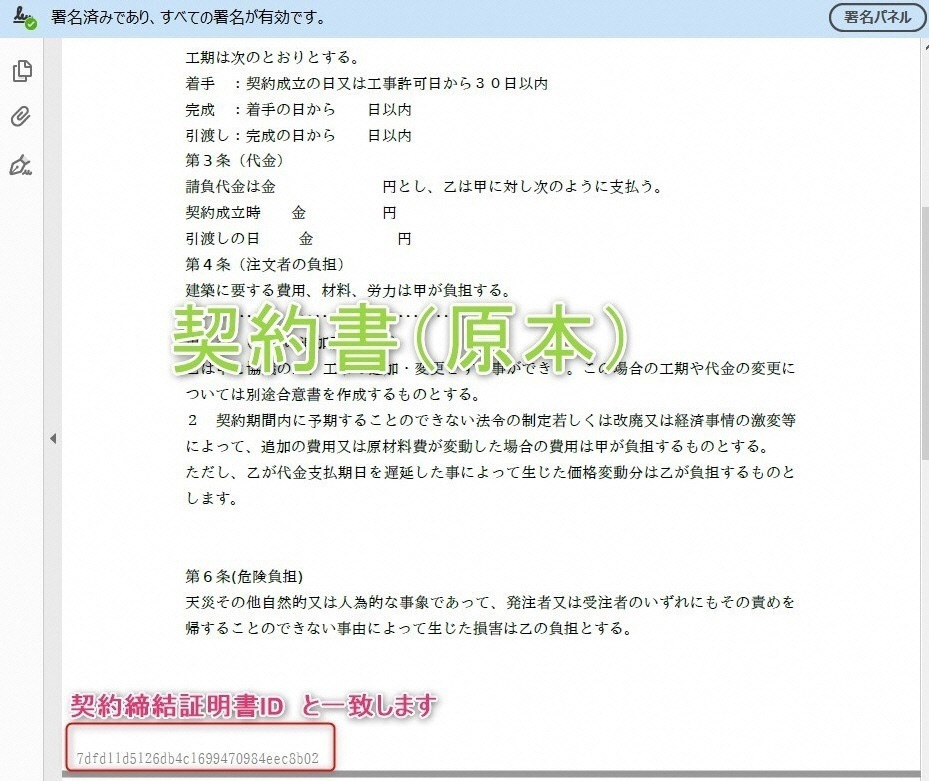 署名済みであり、すべての署名が有効です。
署名パネル
工期は次のとおりとする。
着手　：契約成立の日又は工事許可日から３０日以内
完成　：着手の日から　　日以内
引渡し：完成の日から　　日以内
第３条（代金）
請負代金は金　　　　　　　円とし、乙は甲に対し次のように支払う。
契約成立時　　金　　　　　円
引渡しの日　　金　　　　　円
第４条（注文者の負担）
建築に要する費用、材料、労力は甲が負担する。
契約書（原本）
事ができ　。この場合の工期や代金の変更に
ついては別途合意書を作成するものとする。
２　契約期間内に予期することのできない法令の制定若しくは改廃又は経済事情の激変等
によって、追加の費用又は原材料費が変動した場合の費用は甲が負担するものとする。
ただし、乙が代金支払期日を遅延した事によって生じた価格変動分は乙が負担するものと
します。
第６条(危険負担)
天災その他自然的又は人為的な事象であって、発注者又は受注者のいずれにもその責めを
帰することのできない事由によって生じた損害は乙の負担とする。
契約締結証明書ID　と一致します
7dfd11d5126db4c1699470984eec8b02